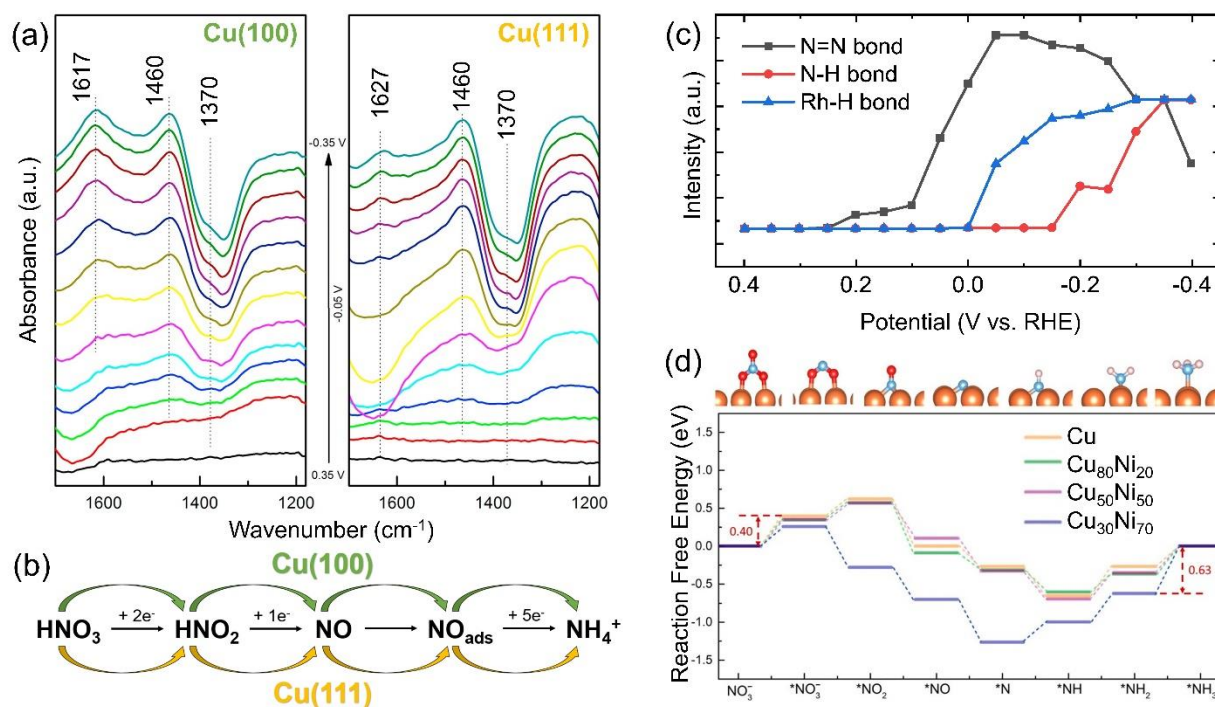 (a)
Cu(100)
1617
1460
1370
Cu(111)
1627
1460
1370
-0.35 V
-0.05 V
0.35 V
Absorbance (a.u.)
1600 1400 1200
1600 1400 1200
Wavenumber (cm⁻¹)
(b)
Cu(100)
HNO₃ + 2e⁻ HNO₂ + 1e⁻ NO NOads + 5e⁻ NH₄⁺
Cu(111)
(c)
N=N bond
N-H bond
Rh-H bond
Intensity (a.u.)
0.4 0.2 0.0 -0.2 -0.4
Potential (V vs. RHE)
(d)
Cu
Cu₈₀Ni₂₀
Cu₅₀Ni₅₀
Cu₃₀Ni₇₀
Reaction Free Energy (eV)
1.5
1.0
0.5
0.0
-0.5
-1.0
-1.5
0.40
0.63
NO₃⁻ *NO₃⁻ *NO₂ *NO *N *NH *NH₂ *NH₃